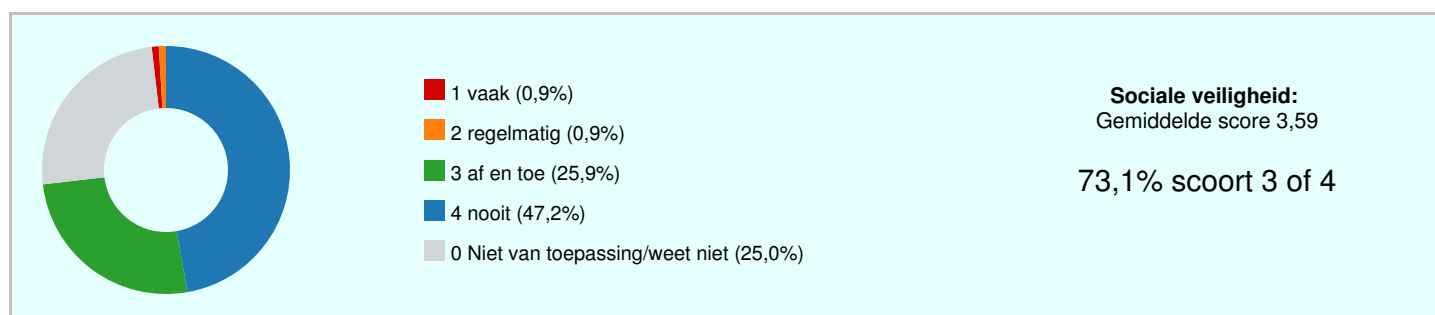 1 vaak (0,9%)
2 regelmatig (0,9%)
3 af en toe (25,9%)
4 nooit (47,2%)
0 Niet van toepassing/weet niet (25,0%)
Sociale veiligheid:
Gemiddelde score 3,59
73,1% scoort 3 of 4